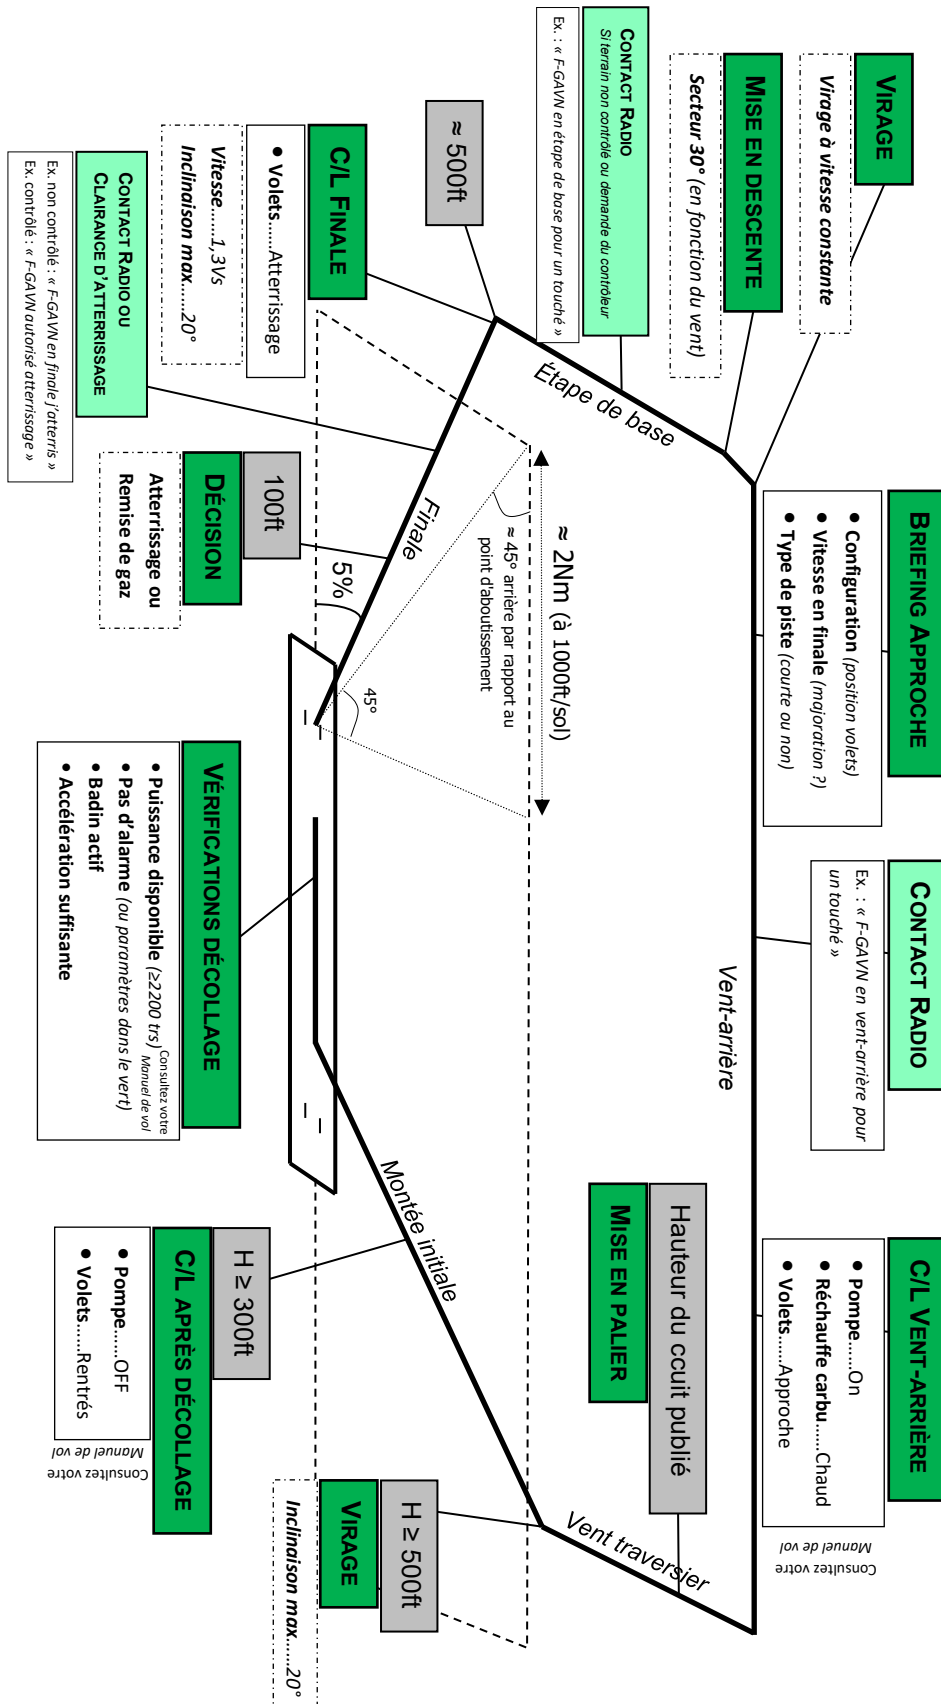 C/L VENT-ARRIÈRE
● Pompe......On
● Réchauffe carbu......Chaud
● Volets......Approche
Consultez votre
Manuel de vol
CONTACT RADIO
Ex. : « F-GAVN en vent-arrière pour
un touché »
BRIEFING APPROCHE
● Configuration (position volets)
● Vitesse en finale (majoration ?)
● Type de piste (courte ou non)
VIRAGE
Virage à vitesse constante
MISE EN DESCENTE
Secteur 30° (en fonction du vent)
CONTACT RADIO
Si terrain non contrôlé ou demande du contrôleur
Ex. : « F-GAVN en étape de base pour un touché »
≈ 500ft
C/L FINALE
● Volets......Atterrissage
Vitesse......1,3Vs
Inclinaison max......20°
CONTACT RADIO OU
CLAIRANCE D'ATTERRISSAGE
Ex. non contrôlé : « F-GAVN en finale j'atterris »
Ex. contrôlé : « F-GAVN autorisé atterrissage »
Étape de base
Vent-arrière
Hauteur du ccuit publié
MISE EN PALIER
Vent traversier
≈ 2Nm (à 1000ft/sol)
≈ 45° arrière par rapport au
point d'aboutissement
45°
Finale
5%
100ft
DÉCISION
Atterrissage ou
Remise de gaz
VÉRIFICATIONS DÉCOLLAGE
● Puissance disponible (≥2200 trs) Consultez votre
Manuel de vol
● Pas d'alarme (ou paramètres dans le vert)
● Badin actif
● Accélération suffisante
Montée initiale
H ≥ 300ft
C/L APRÈS DÉCOLLAGE
● Pompe......OFF
● Volets......Rentrés
Consultez votre
Manuel de vol
H ≥ 500ft
VIRAGE
Inclinaison max......20°